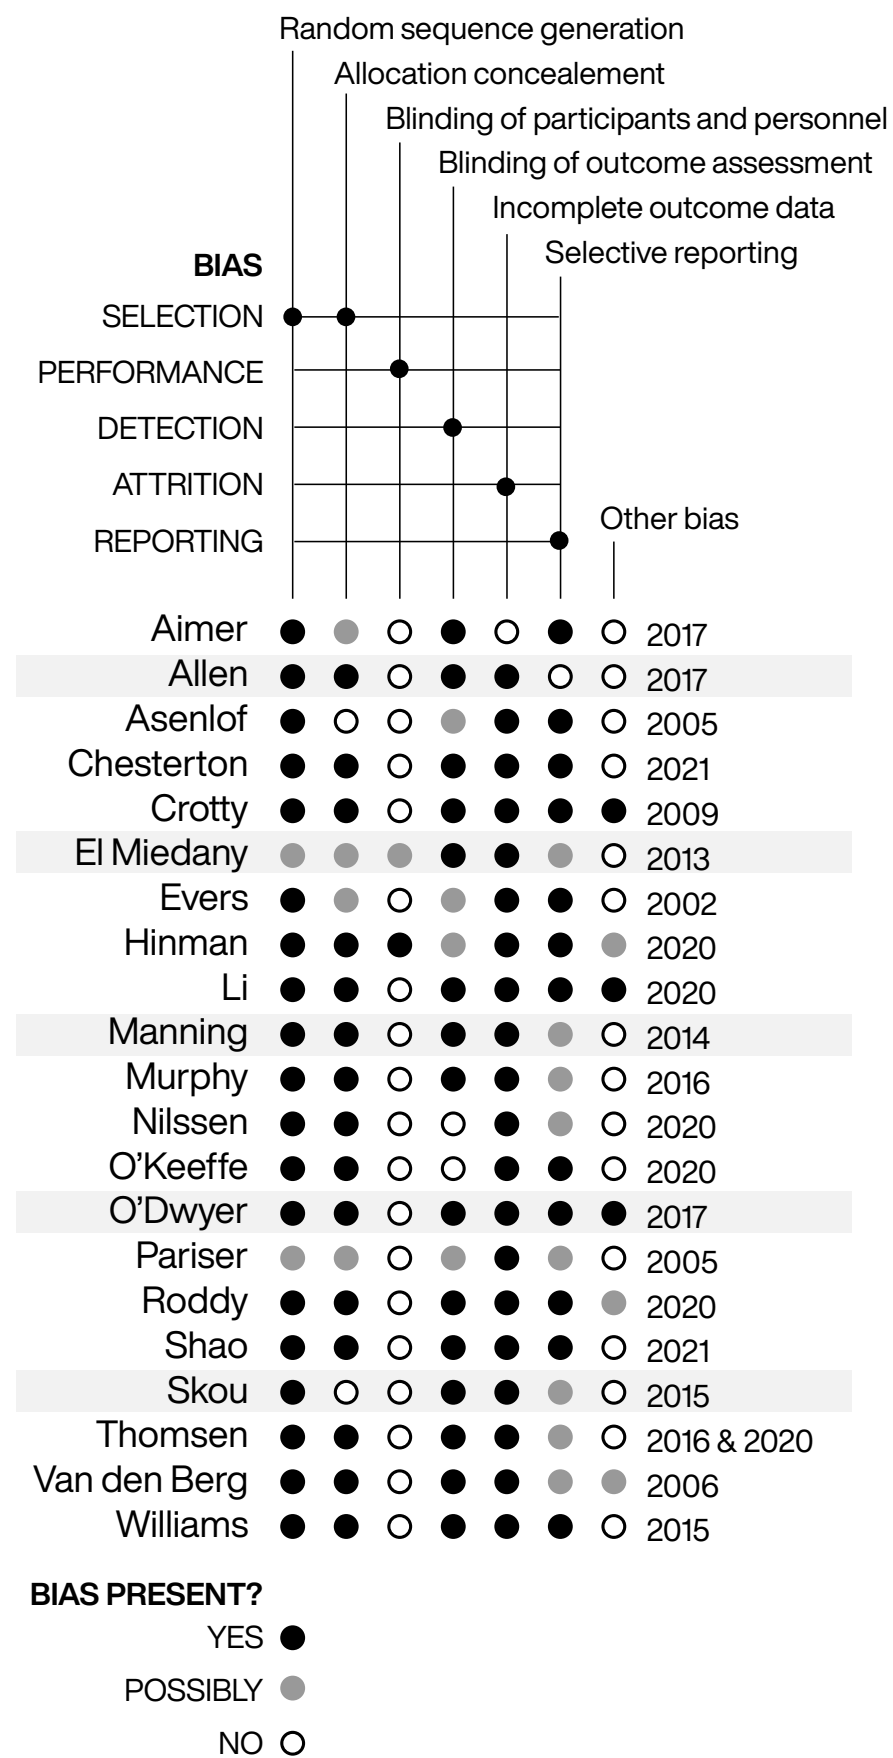 Random sequence generation
Allocation concealement
Blinding of participants and personnel
Blinding of outcome assessment
Incomplete outcome data
Selective reporting
BIAS
SELECTION
PERFORMANCE
DETECTION
ATTRITION
Other bias
REPORTING
Aimer 2017
Allen 2017
Asenlof 2005
Chesterton 2021
Crotty 2009
El Miedany 2013
Evers 2002
Hinman 2020
Li 2020
Manning 2014
Murphy 2016
Nilssen 2020
O'Keeffe 2020
O'Dwyer 2017
Pariser 2005
Roddy 2020
Shao 2021
Skou 2015
Thomsen 2016 & 2020
Van den Berg 2006
Williams 2015
BIAS PRESENT?
YES
POSSIBLY
NO